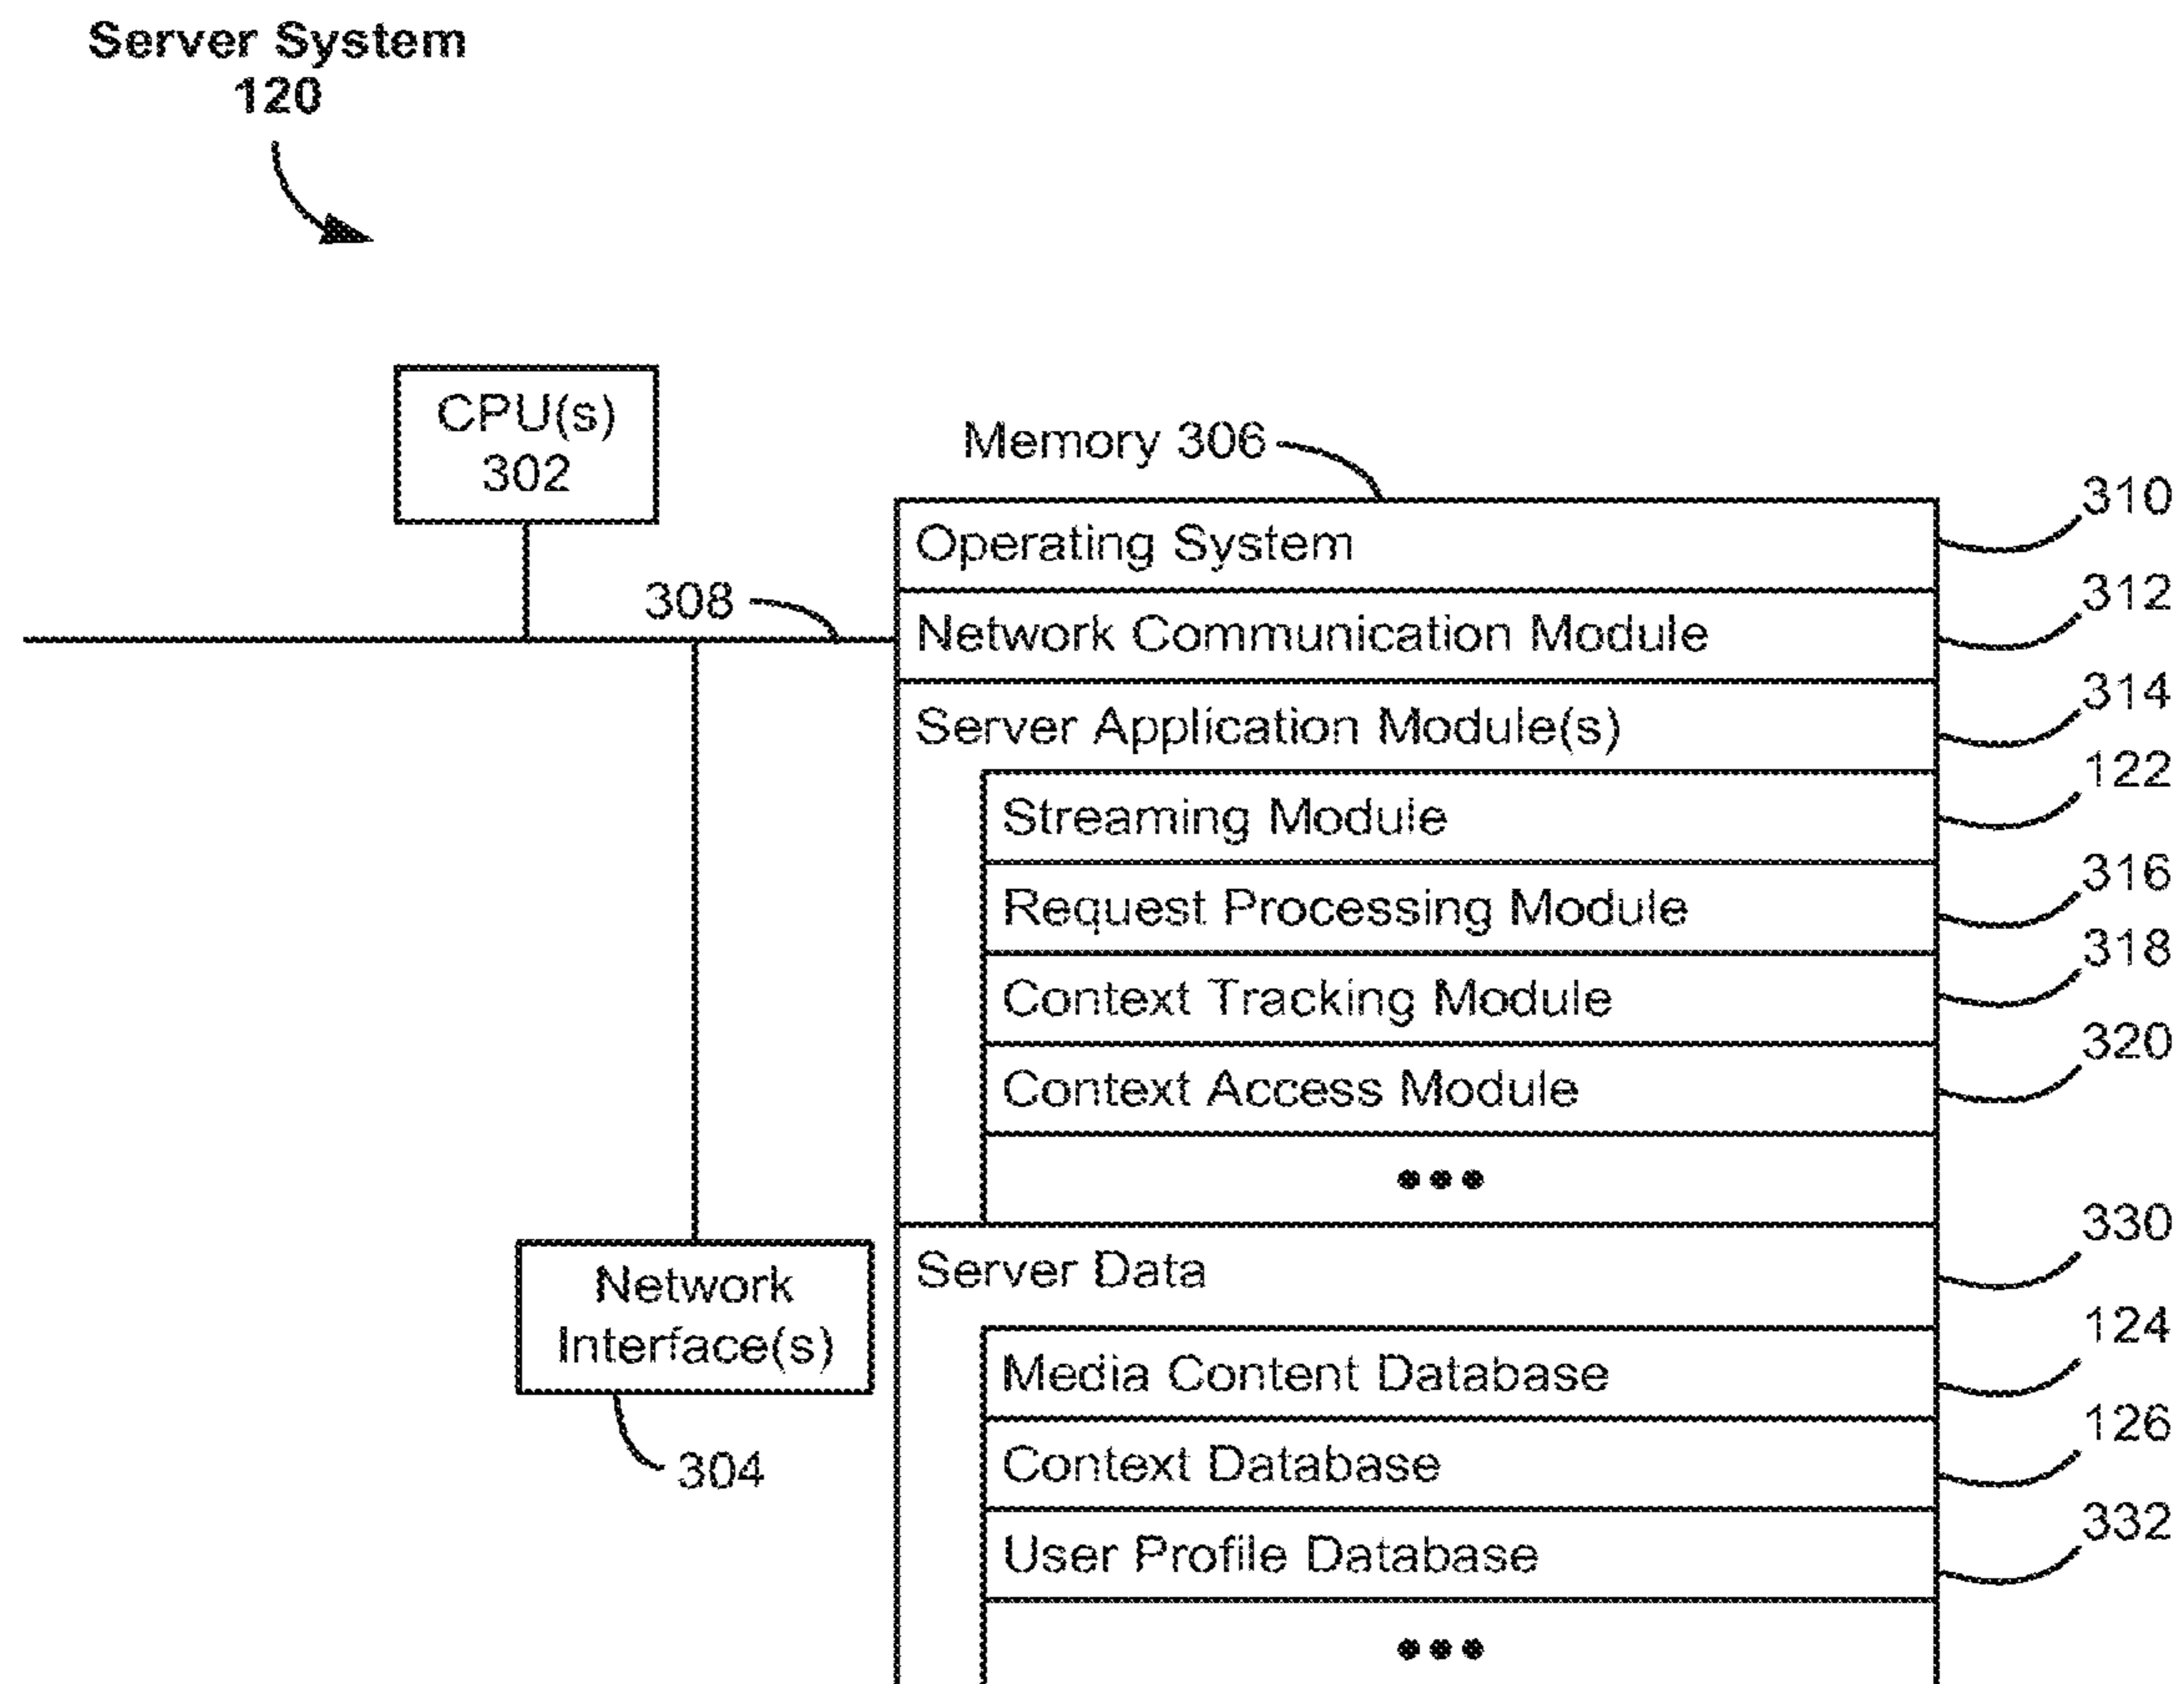 Server System
120
CPU(s)
302
Memory 306
308
Operating System
310
Network Communication Module
312
Server Application Module(s)
314
Streaming Module
122
Request Processing Module
316
Context Tracking Module
318
Context Access Module
320
•••
Server Data
330
Network
Interface(s)
304
Media Content Database
124
Context Database
126
User Profile Database
332
•••